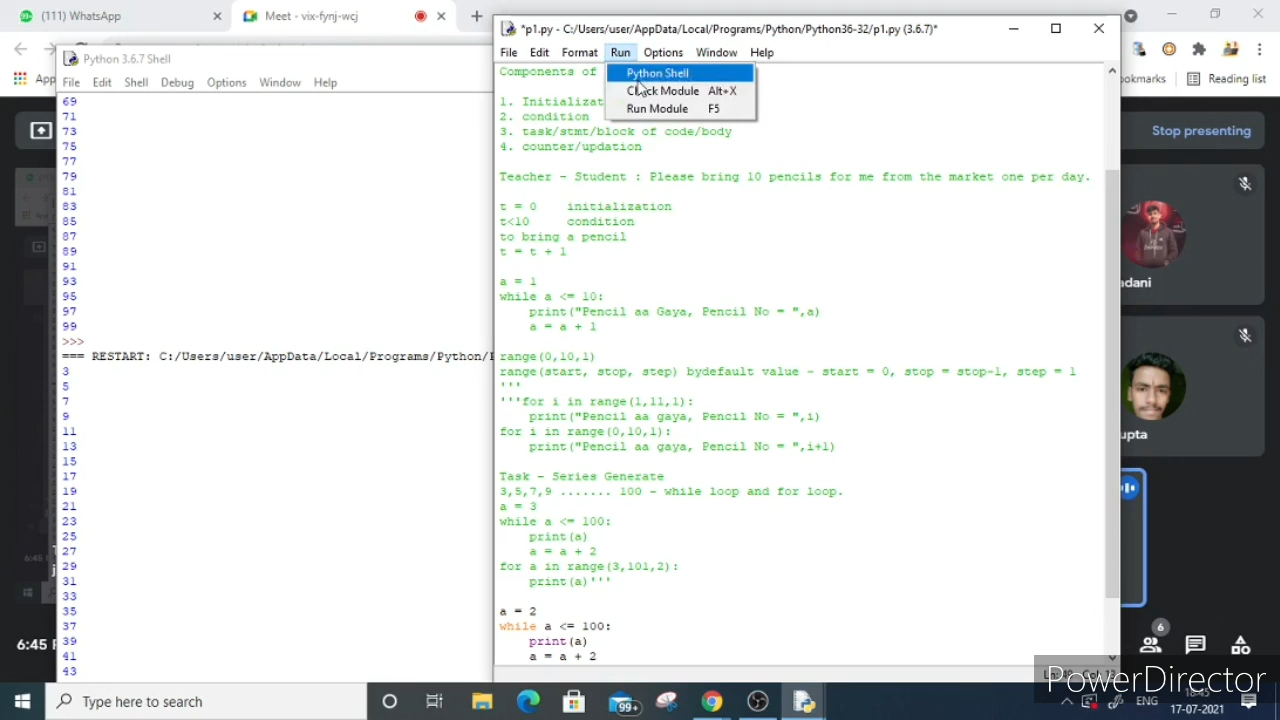 (111) WhatsApp
Meet - vix-fynj-wcj
*p1.py - C:/Users/user/AppData/Local/Programs/Python/Python36-32/p1.py (3.6.7)*
File Edit Format Run Options Window Help
Python Shell
Check Module Alt+X
Run Module F5
Components of
1. Initializat
2. condition
3. task/stmt/block of code/body
4. counter/updation
Teacher - Student : Please bring 10 pencils for me from the market one per day.
t = 0 initialization
t<10 condition
to bring a pencil
t = t + 1
a = 1
while a <= 10:
print("Pencil aa Gaya, Pencil No = ",a)
a = a + 1
range(0,10,1)
range(start, stop, step) bydefault value - start = 0, stop = stop-1, step = 1
'''
'''for i in range(1,11,1):
print("Pencil aa gaya, Pencil No = ",i)
for i in range(0,10,1):
print("Pencil aa gaya, Pencil No = ",i+1)
Task - Series Generate
3,5,7,9 ....... 100 - while loop and for loop.
a = 3
while a <= 100:
print(a)
a = a + 2
for a in range(3,101,2):
print(a)'''
a = 2
while a <= 100:
print(a)
a = a + 2
Python 3.6.7 Shell
File Edit Shell Debug Options Window Help
69
71
73
75
77
79
81
83
85
87
89
91
93
95
97
99
>>>
=== RESTART: C:/Users/user/AppData/Local/Programs/Python/
3
5
7
9
11
13
15
17
19
21
23
25
27
29
31
33
35
37
39
41
43
App
ookmarks
Reading list
Stop presenting
adani
upta
6
6:45
6:45 P
PowerDirector
Type here to search
99+
ENG
17-07-2021